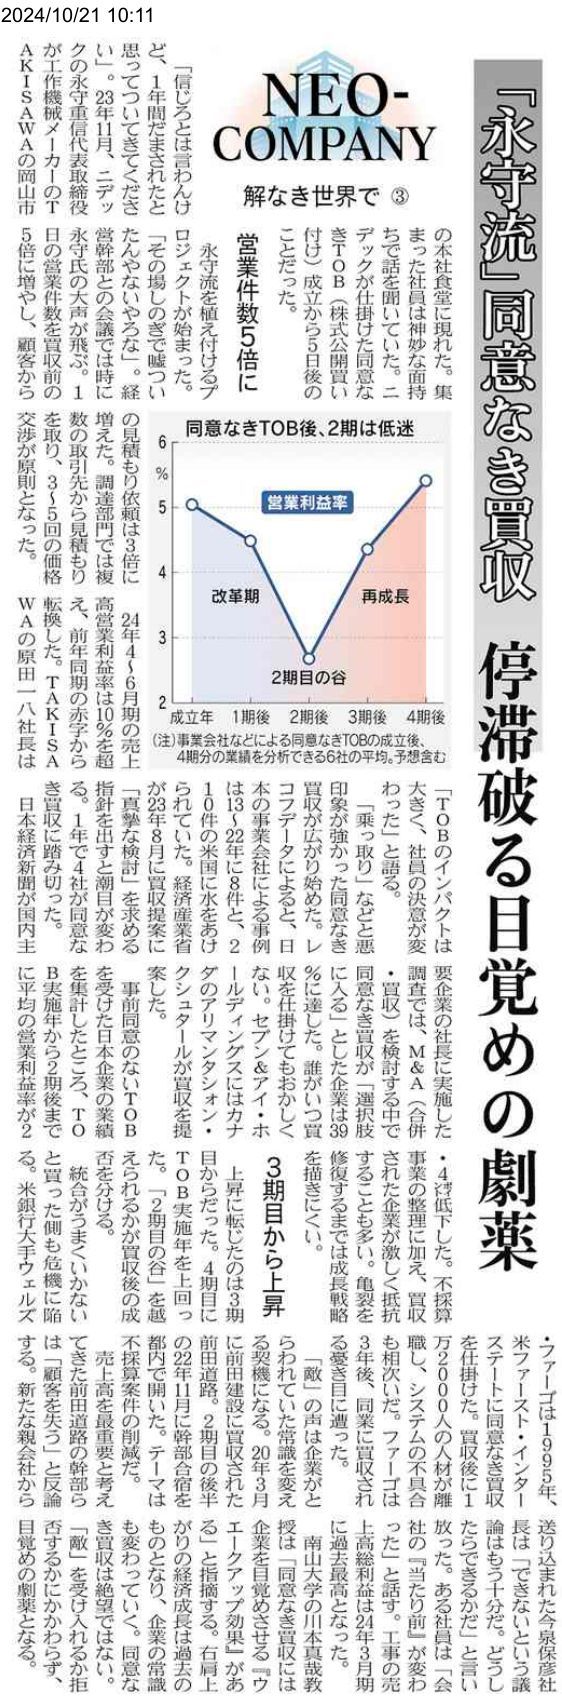 2024/10/21 10:11
「永守流」同意なき買収 停滞破る目覚めの劇薬
NEO-
COMPANY
解なき世界で ③
「信じろとは言わんけ
ど、1年間だまされたと
思ってついてきてくださ
い」。23年11月、ニデッ
クの永守重信代表取締役
が工作機械メーカーのT
AKISAWAの岡山市
の本社食堂に現れた。集
まった社員は神妙な面持
ちで話を聞いていた。ニ
デックが仕掛けた同意な
きTOB（株式公開買い
付け）成立から5日後の
ことだった。
営業件数5倍に
永守流を植え付けるプ
ロジェクトが始まった。
「その場しのぎで嘘つい
たんやないやろな」。経
営幹部との会議では時に
永守氏の大声が飛ぶ。1
日の営業件数を買収前の
5倍に増やし、顧客から
の見積もり依頼は3倍に
増えた。調達部門では複
数の取引先から見積もり
を取り、3〜5回の価格
交渉が原則となった。
24年4〜6月期の売上
高営業利益率は10％を超
え、前年同期の赤字から
転換した。TAKISA
WAの原田一八社長は
同意なきTOB後、2期は低迷
6
％
5
4
3
2
営業利益率
改革期
再成長
2期目の谷
成立年 1期後 2期後 3期後 4期後
(注)事業会社などによる同意なきTOBの成立後、
4期分の業績を分析できる6社の平均。予想含む
「TOBのインパクトは
大きく、社員の決意が変
わった」と語る。
「乗っ取り」などと悪
印象が強かった同意なき
買収が広がり始めた。レ
コフデータによると、日
本の事業会社による事例
は13〜22年に8件と、2
10件の米国に水をあけ
られていた。経済産業省
が23年8月に買収提案に
「真摯な検討」を求める
指針を出すと潮目が変わ
る。1年で4社が同意な
き買収に踏み切った。
日本経済新聞が国内主
要企業の社長に実施した
調査では、M&A（合併
・買収）を検討する中で
同意なき買収が「選択肢
に入る」とした企業は39
％に達した。誰がいつ買
収を仕掛けてもおかしく
ない。セブン&アイ・ホ
ールディングスにはカナ
ダのアリマンタシォン・
クシュタールが買収を提
案した。
事前同意のないTOB
を受けた日本企業の業績
を集計したところ、TO
B実施年から2期後まで
に平均の営業利益率が2
・4㌽低下した。不採算
事業の整理に加え、買収
された企業が激しく抵抗
することも多い。亀裂を
修復するまでは成長戦略
を描きにくい。
3期目から上昇
上昇に転じたのは3期
目からだった。4期目に
TOB実施年を上回っ
た。「2期目の谷」を越
えられるかが買収後の成
否を分ける。
統合がうまくいかない
と買った側も危機に陥
る。米銀行大手ウェルズ
・ファーゴは1995年、
米ファースト・インター
ステートに同意なき買収
を仕掛けた。買収後に1
万2000人の人材が離
職し、システムの不具合
も相次いだ。ファーゴは
3年後、同業に買収され
る憂き目に遭った。
「敵」の声は企業がと
らわれていた常識を変え
る契機になる。20年3月
に前田建設に買収された
前田道路。2期目の後半
の22年11月に幹部合宿を
都内で開いた。テーマは
不採算案件の削減だ。
売上高を最重要と考え
てきた前田道路の幹部ら
は「顧客を失う」と反論
する。新たな親会社から
送り込まれた今泉保彦社
長は「できないという議
論はもう十分だ。どうし
たらできるかだ」と言い
放った。ある社員は「会
社の『当たり前』が変わ
った」と話す。工事の売
上高総利益は24年3月期
に過去最高となった。
南山大学の川本真哉教
授は「同意なき買収には
企業を目覚めさせる『ウ
エークアップ効果』があ
る」と指摘する。右肩上
がりの経済成長は過去の
ものとなり、企業の常識
も変わっていく。同意な
き買収は絶望ではない。
「敵」を受け入れるか拒
否するかにかかわらず、
目覚めの劇薬となる。